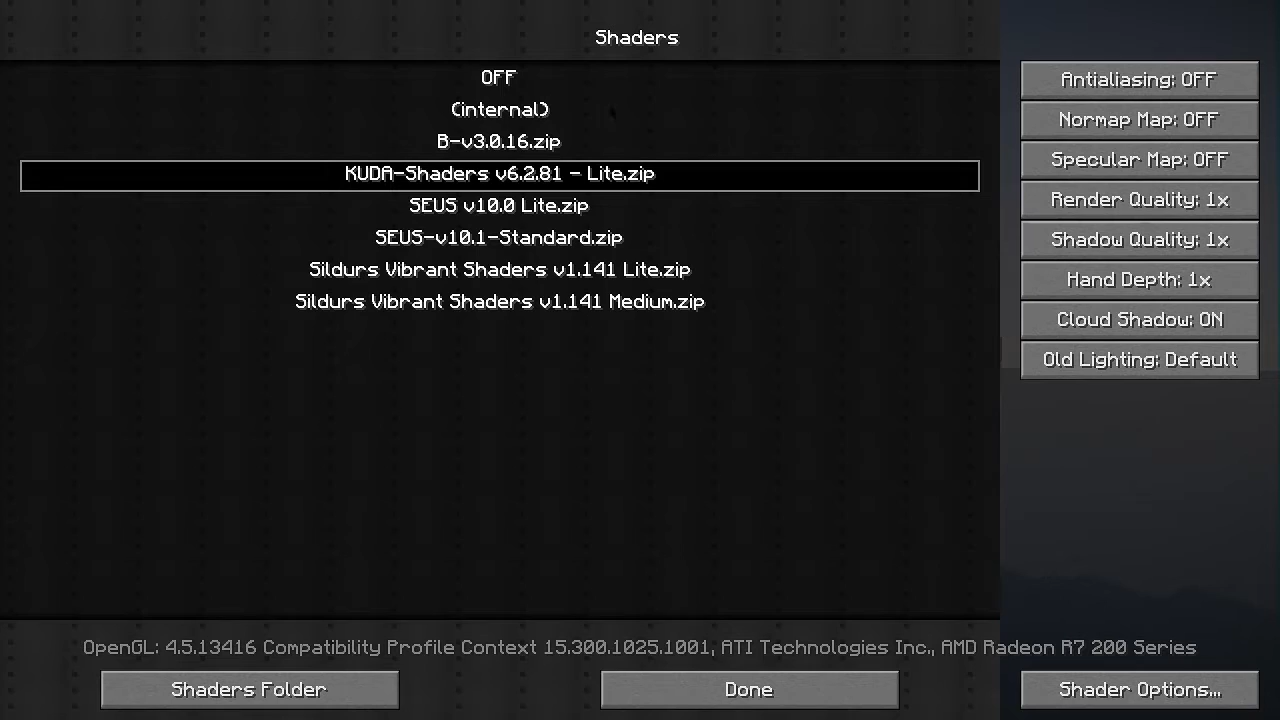 Shaders
OFF
(internal)
B-v3.0.16.zip
KUDA-Shaders v6.2.81 - Lite.zip
SEUS v10.0 Lite.zip
SEUS-v10.1-Standard.zip
Sildurs Vibrant Shaders v1.141 Lite.zip
Sildurs Vibrant Shaders v1.141 Medium.zip
Antialiasing: OFF
Normap Map: OFF
Specular Map: OFF
Render Quality: 1x
Shadow Quality: 1x
Hand Depth: 1x
Cloud Shadow: ON
Old Lighting: Default
OpenGL: 4.5.13416 Compatibility Profile Context 15.300.1025.1001, ATI Technologies Inc., AMD Radeon R7 200 Series
Shaders Folder
Done
Shader Options...